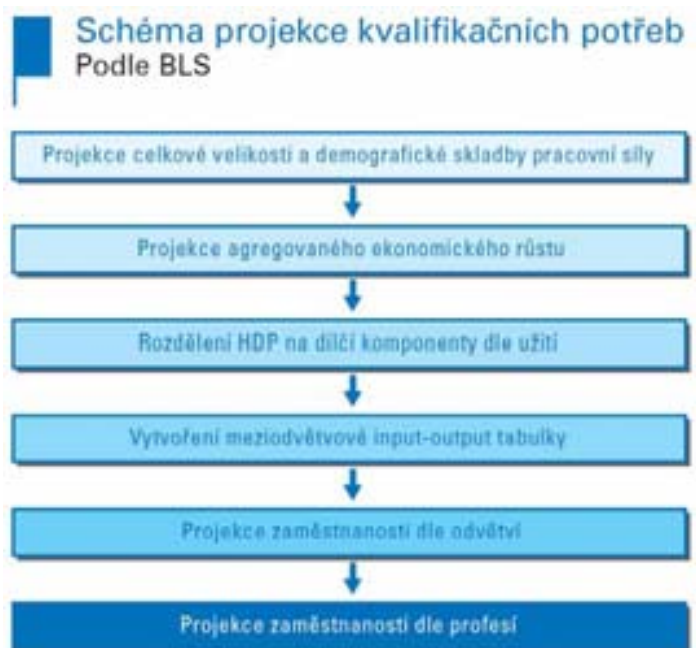 Schéma projekce kvalifikačních potřeb
Podle BLS
Projekce celkové velikosti a demografické skladby pracovní síly
Projekce agregovaného ekonomického růstu
Rozdělení HDP na dílčí komponenty dle užití
Vytvoření meziodvětvové input-output tabulky
Projekce zaměstnanosti dle odvětví
Projekce zaměstnanosti dle profesí